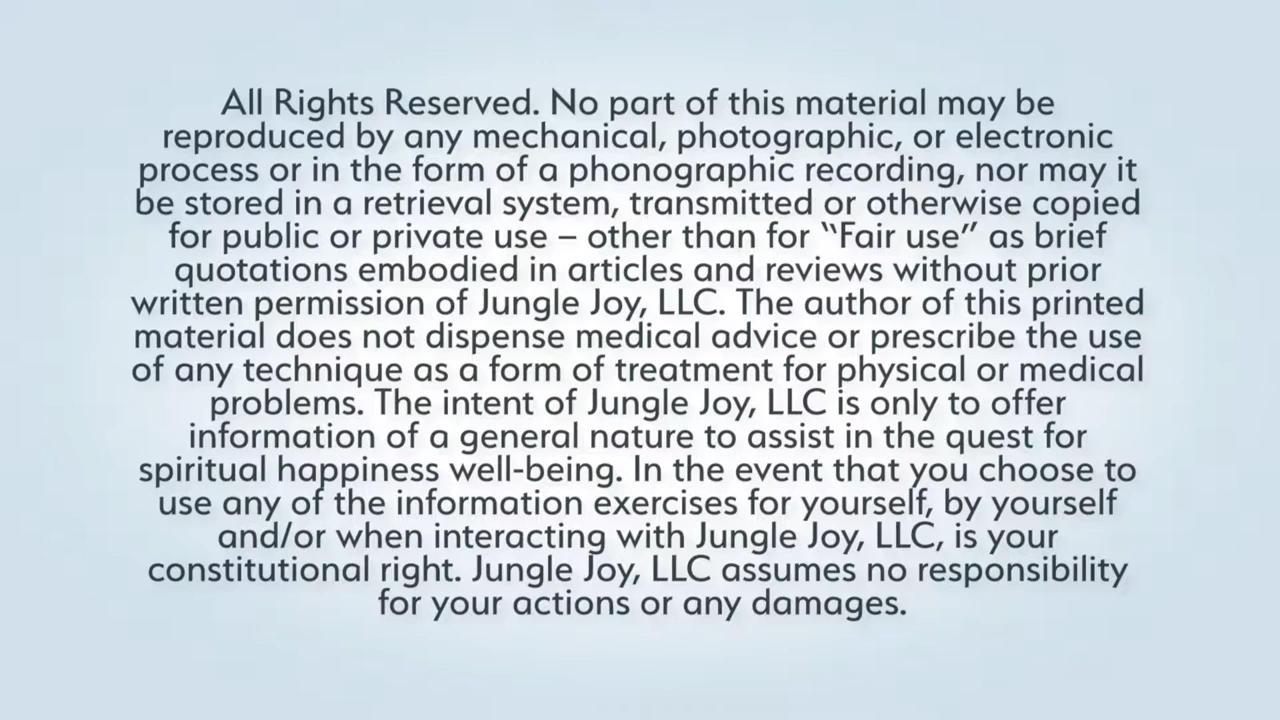 All Rights Reserved. No part of this material may be
reproduced by any mechanical, photographic, or electronic
process or in the form of a phonographic recording, nor may it
be stored in a retrieval system, transmitted or otherwise copied
for public or private use – other than for “Fair use” as brief
quotations embodied in articles and reviews without prior
written permission of Jungle Joy, LLC. The author of this printed
material does not dispense medical advice or prescribe the use
of any technique as a form of treatment for physical or medical
problems. The intent of Jungle Joy, LLC is only to offer
information of a general nature to assist in the quest for
spiritual happiness well-being. In the event that you choose to
use any of the information exercises for yourself, by yourself
and/or when interacting with Jungle Joy, LLC, is your
constitutional right. Jungle Joy, LLC assumes no responsibility
for your actions or any damages.